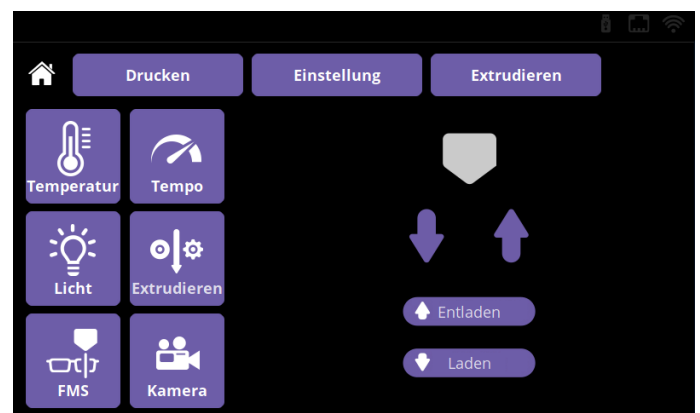 Drucken
Einstellung
Extrudieren
Temperatur
Tempo
Licht
Extrudieren
FMS
Kamera
Entladen
Laden